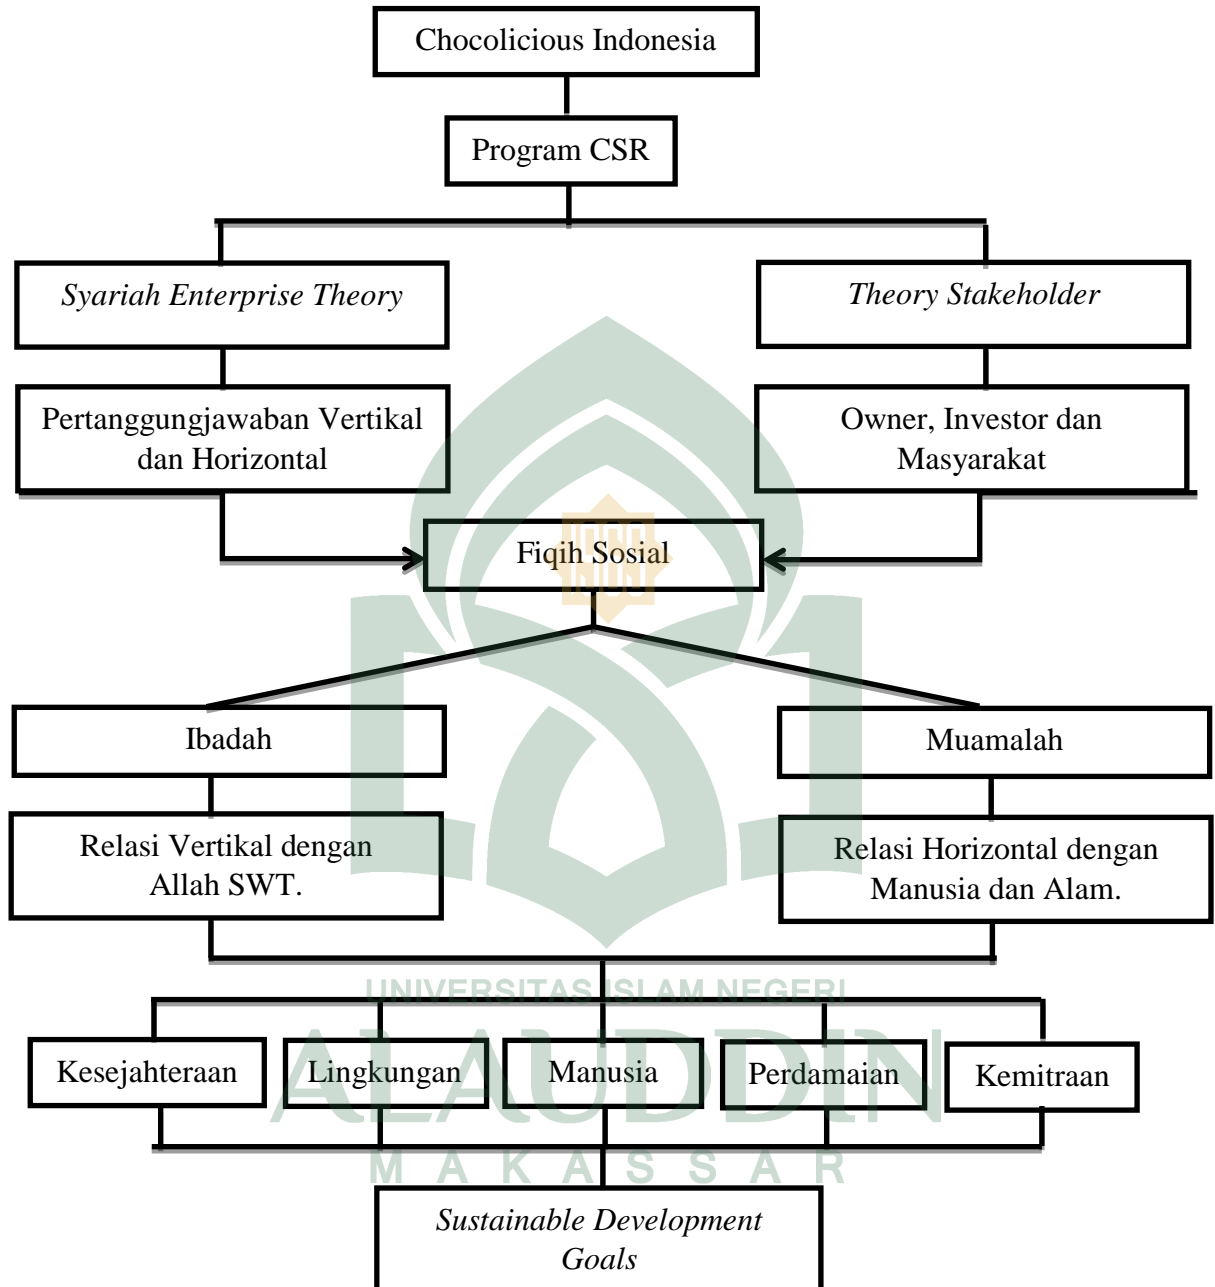 Chocolicious Indonesia
Program CSR
Syariah Enterprise Theory
Theory Stakeholder
Pertanggungjawaban Vertikal
dan Horizontal
Owner, Investor dan
Masyarakat
Fiqih Sosial
Ibadah
Muamalah
Relasi Vertikal dengan
Allah SWT.
Relasi Horizontal dengan
Manusia dan Alam.
UNIVERSITAS ISLAM NEGERI
Kesejahteraan
Lingkungan
Manusia
Perdamaian
Kemitraan
ALAUDDIN
MAKASSAR
Sustainable Development
Goals